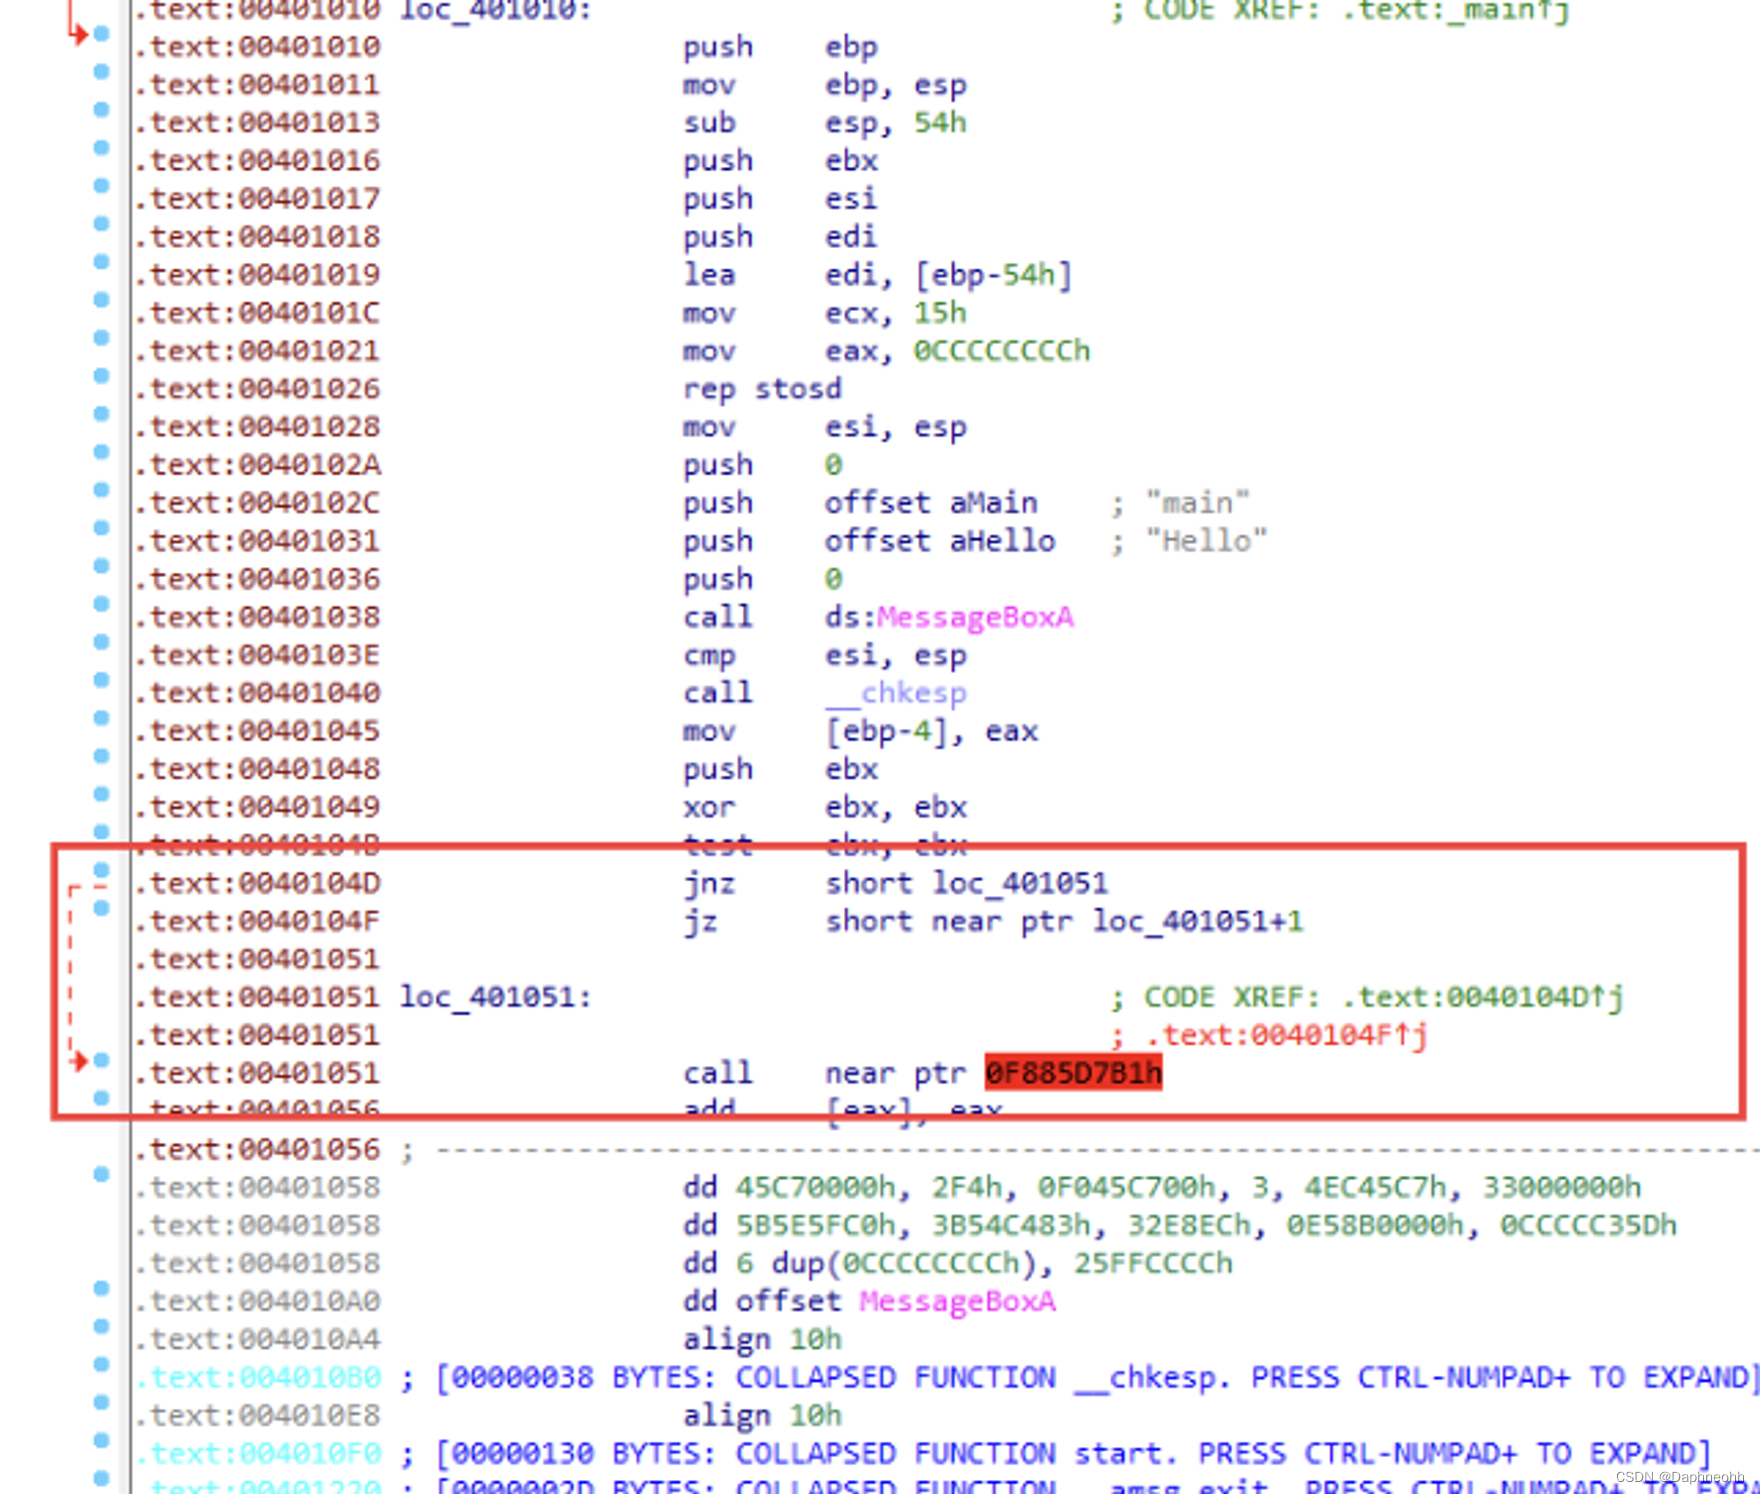 .text:00401010 loc_401010: ; CODE XREF: .text:_main↑j
.text:00401010 push ebp
.text:00401011 mov ebp, esp
.text:00401013 sub esp, 54h
.text:00401016 push ebx
.text:00401017 push esi
.text:00401018 push edi
.text:00401019 lea edi, [ebp-54h]
.text:0040101C mov ecx, 15h
.text:00401021 mov eax, 0CCCCCCCCh
.text:00401026 rep stosd
.text:00401028 mov esi, esp
.text:0040102A push 0
.text:0040102C push offset aMain ; "main"
.text:00401031 push offset aHello ; "Hello"
.text:00401036 push 0
.text:00401038 call ds:MessageBoxA
.text:0040103E cmp esi, esp
.text:00401040 call __chkesp
.text:00401045 mov [ebp-4], eax
.text:00401048 push ebx
.text:00401049 xor ebx, ebx
.text:0040104B test ebx, ebx
.text:0040104D jnz short loc_401051
.text:0040104F jz short near ptr loc_401051+1
.text:00401051
.text:00401051 loc_401051: ; CODE XREF: .text:0040104D↑j
.text:00401051 ; .text:0040104F↑j
.text:00401051 call near ptr 0F885D7B1h
.text:00401056 add [eax], eax
.text:00401056 ; ---------------------------------------------------------------------------
.text:00401058 dd 45C70000h, 2F4h, 0F045C700h, 3, 4EC45C7h, 33000000h
.text:00401058 dd 5B5E5FC0h, 3B54C483h, 32E8ECh, 0E58B0000h, 0CCCCC35Dh
.text:00401058 dd 6 dup(0CCCCCCCCh), 25FFCCCCh
.text:004010A0 dd offset MessageBoxA
.text:004010A4 align 10h
.text:004010B0 ; [00000038 BYTES: COLLAPSED FUNCTION __chkesp. PRESS CTRL-NUMPAD+ TO EXPAND]
.text:004010E8 align 10h
.text:004010F0 ; [00000130 BYTES: COLLAPSED FUNCTION start. PRESS CTRL-NUMPAD+ TO EXPAND]
.text:00401220 ; [0000002D BYTES: COLLAPSED FUNCTION __amsg_exit. PRESS CTRL-NUMPAD+ TO EXPA
CSDN @Daphneohh